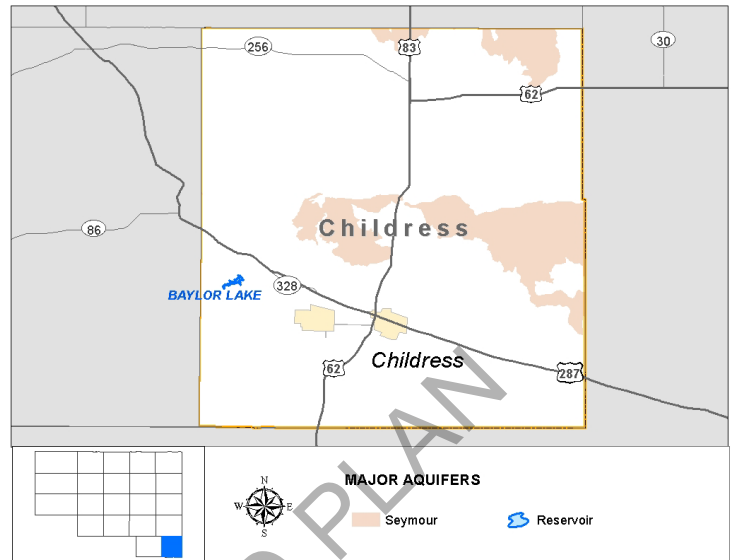 256
83
30
62
86
Childress
BAYLOR LAKE
328
Childress
62
287
PLAN
N
W E
S
MAJOR AQUIFERS
Seymour
Reservoir